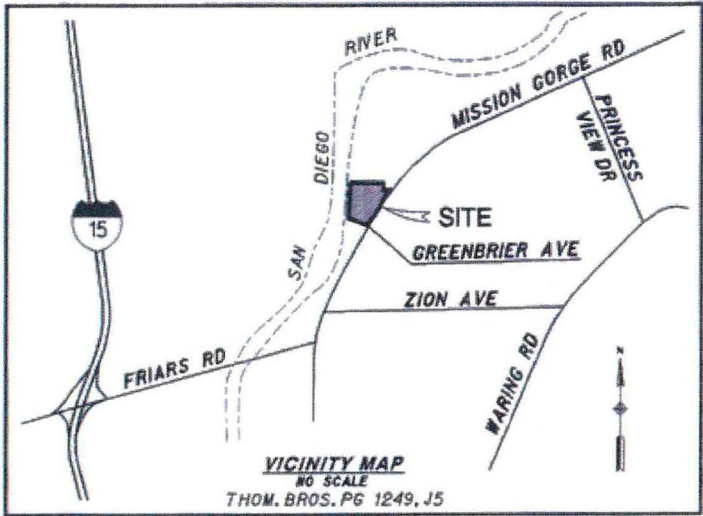 RIVER
MISSION GORGE RD
PRINCESS
VIEW DR
DIEGO
15
SITE
SAN
GREENBRIER AVE
ZION AVE
FRIARS RD
WARING RD
N
VICINITY MAP
NO SCALE
THOM. BROS. PG 1249, J5